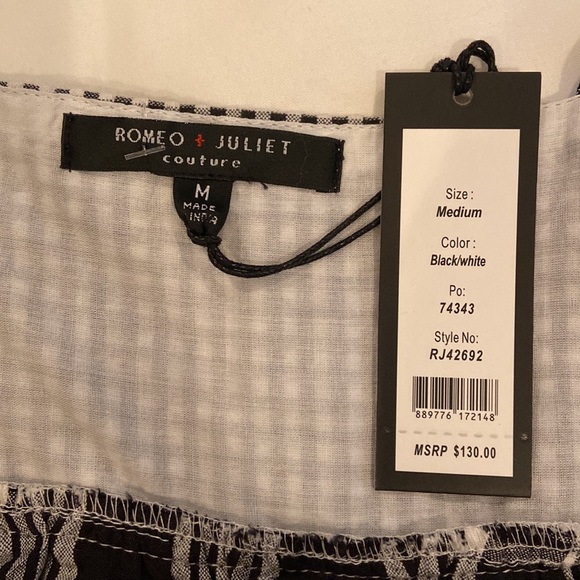 ROMEO + JULIET
couture
M
MADE
INDIA
Size :
Medium
Color :
Black/white
Po:
74343
Style No:
RJ42692
889776 172148
MSRP $130.00